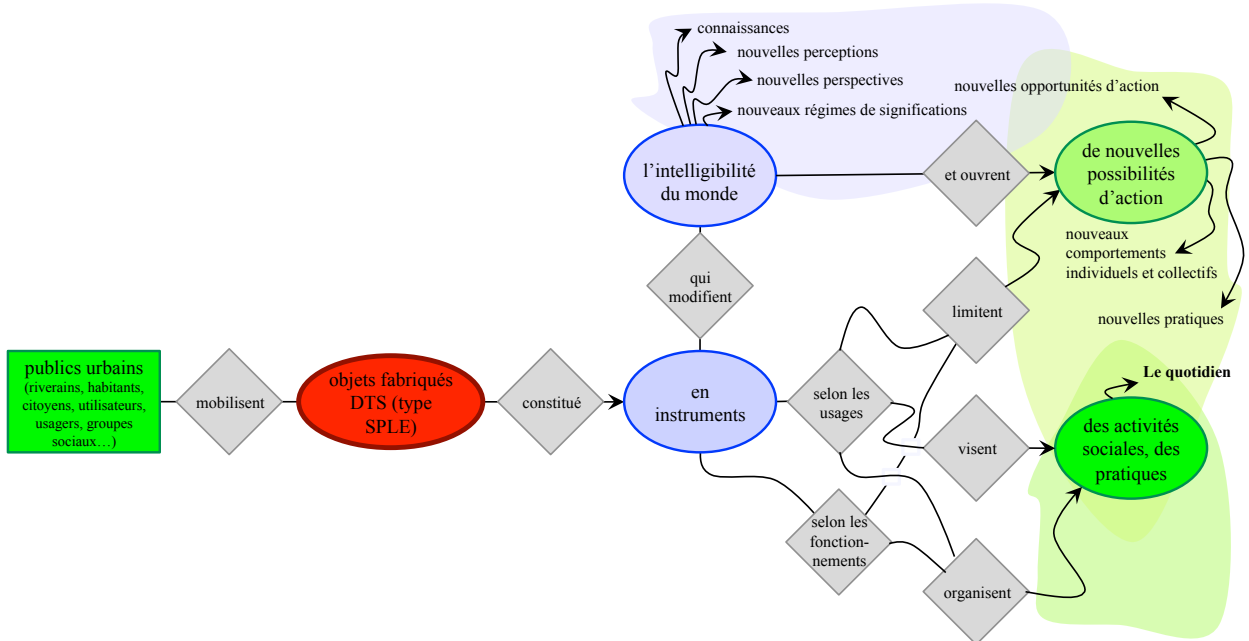 connaissances
nouvelles perceptions
nouvelles perspectives
nouveaux régimes de significations
nouvelles opportunités d’action
l’intelligibilité
du monde
et ouvrent
de nouvelles
possibilités
d’action
nouveaux
comportements
individuels et collectifs
qui
modifient
limitent
nouvelles pratiques
publics urbains
(riverains, habitants,
citoyens, utilisateurs,
usagers, groupes
sociaux…)
mobilisent
objets fabriqués
DTS (type
SPLE)
constitué
en
instruments
selon les
usages
Le quotidien
visent
des activités
sociales, des
pratiques
selon les
fonction-
nements
organisent